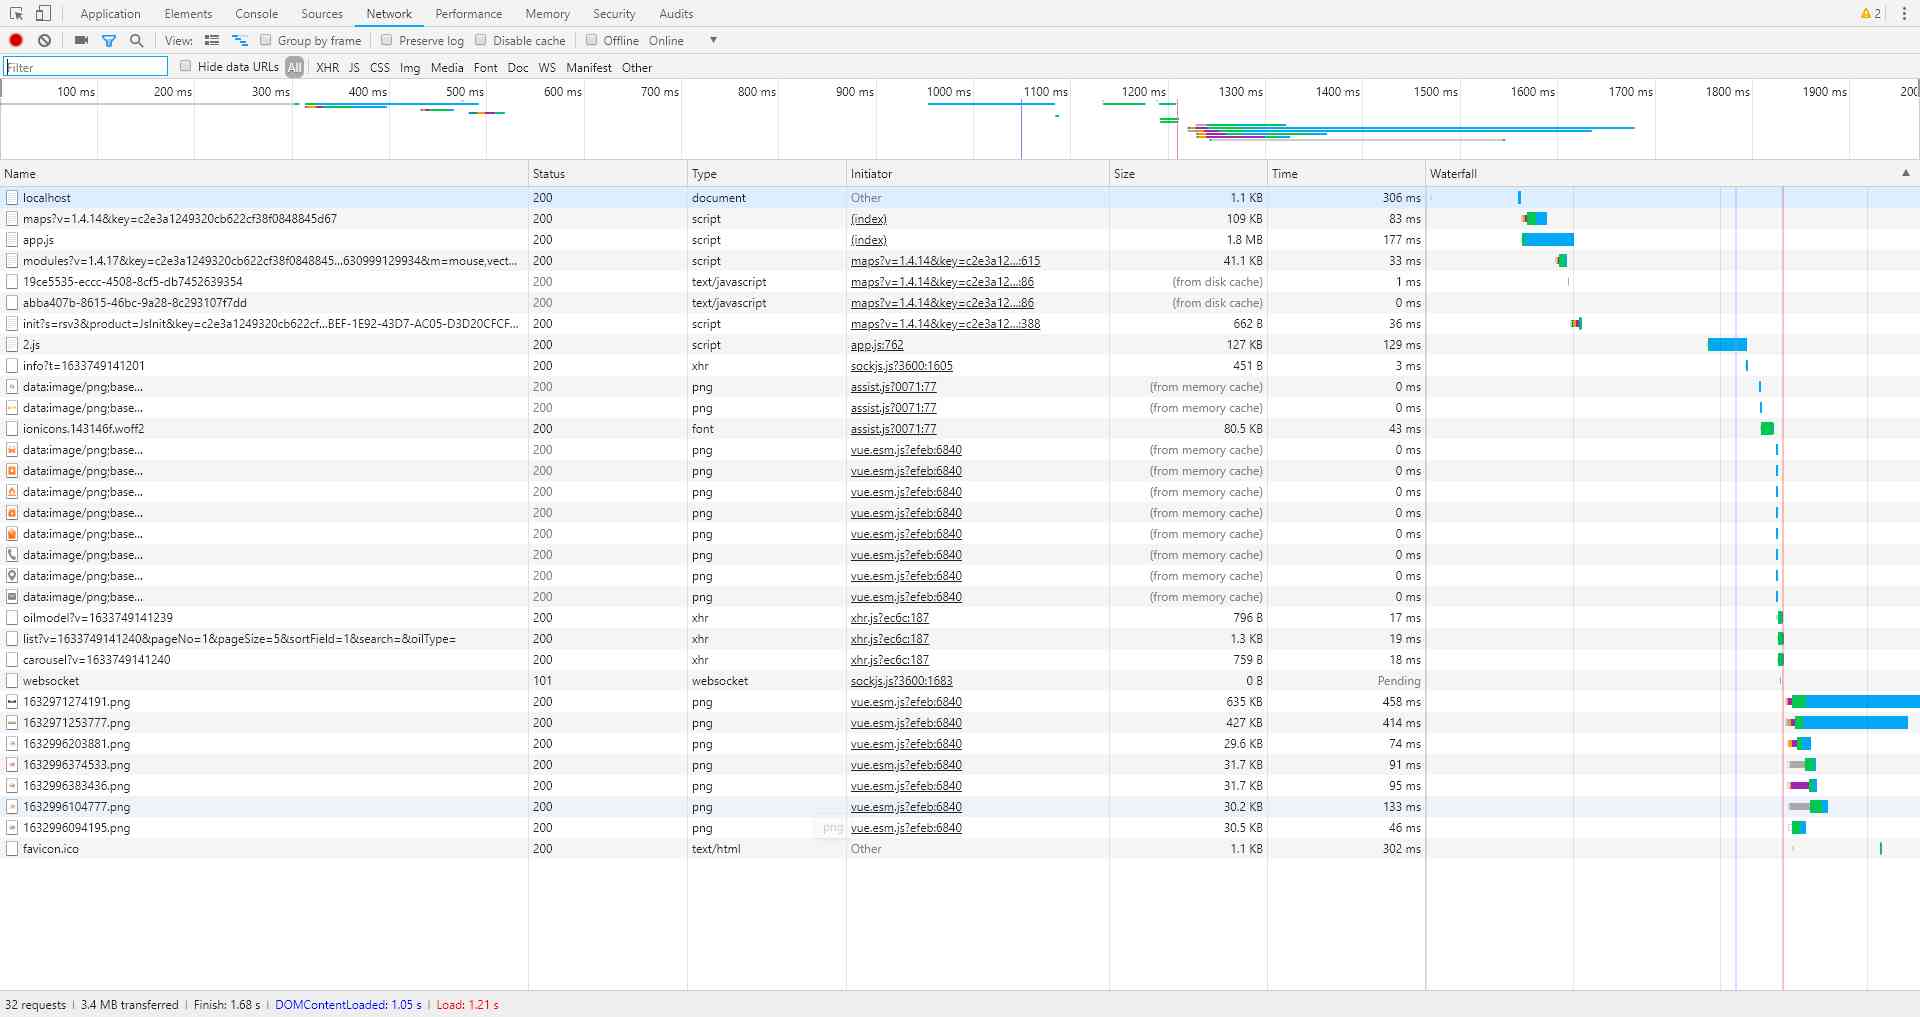 Application Elements Console Sources Network Performance Memory Security Audits 2
View: Group by frame Preserve log Disable cache Offline Online
Filter Hide data URLs All XHR JS CSS Img Media Font Doc WS Manifest Other
100 ms 200 ms 300 ms 400 ms 500 ms 600 ms 700 ms 800 ms 900 ms 1000 ms 1100 ms 1200 ms 1300 ms 1400 ms 1500 ms 1600 ms 1700 ms 1800 ms 1900 ms 200
Name Status Type Initiator Size Time Waterfall
localhost 200 document Other 1.1 KB 306 ms
maps?v=1.4.14&key=c2e3a1249320cb622cf38f0848845d67 200 script (index) 109 KB 83 ms
app.js 200 script (index) 1.8 MB 177 ms
modules?v=1.4.17&key=c2e3a1249320cb622cf38f0848845...630999129934&m=mouse,vect... 200 script maps?v=1.4.14&key=c2e3a12...:615 41.1 KB 33 ms
19ce5535-eccc-4508-8cf5-db7452639354 200 text/javascript maps?v=1.4.14&key=c2e3a12...:86 (from disk cache) 1 ms
abba407b-8615-46bc-9a28-8c293107f7dd 200 text/javascript maps?v=1.4.14&key=c2e3a12...:86 (from disk cache) 0 ms
init?s=rsv3&product=JsInit&key=c2e3a1249320cb622cf...BEF-1E92-43D7-AC05-D3D20CFCF... 200 script maps?v=1.4.14&key=c2e3a12...:388 662 B 36 ms
2.js 200 script app.js:762 127 KB 129 ms
info?t=1633749141201 200 xhr sockjs.js?3600:1605 451 B 3 ms
data:image/png;base... 200 png assist.js?0071:77 (from memory cache) 0 ms
data:image/png;base... 200 png assist.js?0071:77 (from memory cache) 0 ms
ionicons.143146f.woff2 200 font assist.js?0071:77 80.5 KB 43 ms
data:image/png;base... 200 png vue.esm.js?efeb:6840 (from memory cache) 0 ms
data:image/png;base... 200 png vue.esm.js?efeb:6840 (from memory cache) 0 ms
data:image/png;base... 200 png vue.esm.js?efeb:6840 (from memory cache) 0 ms
data:image/png;base... 200 png vue.esm.js?efeb:6840 (from memory cache) 0 ms
data:image/png;base... 200 png vue.esm.js?efeb:6840 (from memory cache) 0 ms
data:image/png;base... 200 png vue.esm.js?efeb:6840 (from memory cache) 0 ms
data:image/png;base... 200 png vue.esm.js?efeb:6840 (from memory cache) 0 ms
data:image/png;base... 200 png vue.esm.js?efeb:6840 (from memory cache) 0 ms
oilmodel?v=1633749141239 200 xhr xhr.js?ec6c:187 796 B 17 ms
list?v=1633749141240&pageNo=1&pageSize=5&sortField=1&search=&oilType= 200 xhr xhr.js?ec6c:187 1.3 KB 19 ms
carousel?v=1633749141240 200 xhr xhr.js?ec6c:187 759 B 18 ms
websocket 101 websocket sockjs.js?3600:1683 0 B Pending
1632971274191.png 200 png vue.esm.js?efeb:6840 635 KB 458 ms
1632971253777.png 200 png vue.esm.js?efeb:6840 427 KB 414 ms
1632996203881.png 200 png vue.esm.js?efeb:6840 29.6 KB 74 ms
1632996374533.png 200 png vue.esm.js?efeb:6840 31.7 KB 91 ms
1632996383436.png 200 png vue.esm.js?efeb:6840 31.7 KB 95 ms
1632996104777.png 200 png vue.esm.js?efeb:6840 30.2 KB 133 ms
1632996094195.png 200 png png vue.esm.js?efeb:6840 30.5 KB 46 ms
favicon.ico 200 text/html Other 1.1 KB 302 ms
32 requests | 3.4 MB transferred | Finish: 1.68 s | DOMContentLoaded: 1.05 s | Load: 1.21 s